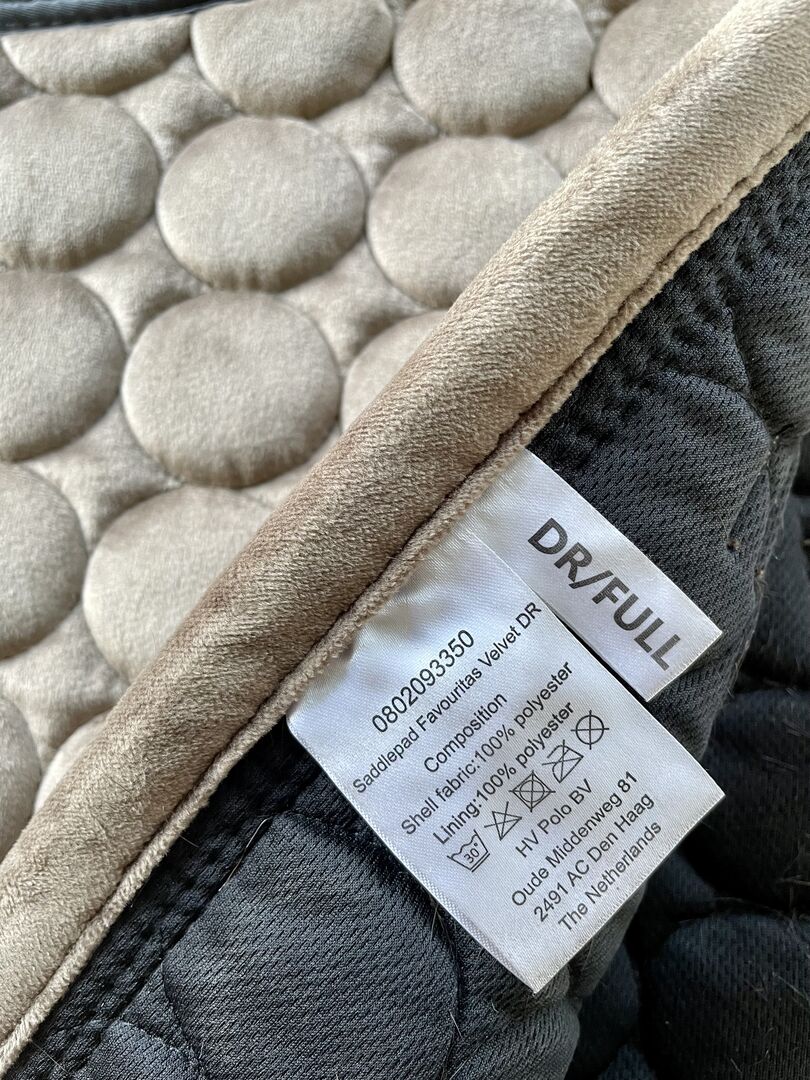 DR/FULL
0802093350
Saddlepad Favouritas Velvet DR
Composition
Shell fabric:100% polyester
Lining:100% polyester
30°
HV Polo BV
Oude Middenweg 81
2491 AC Den Haag
The Netherlands